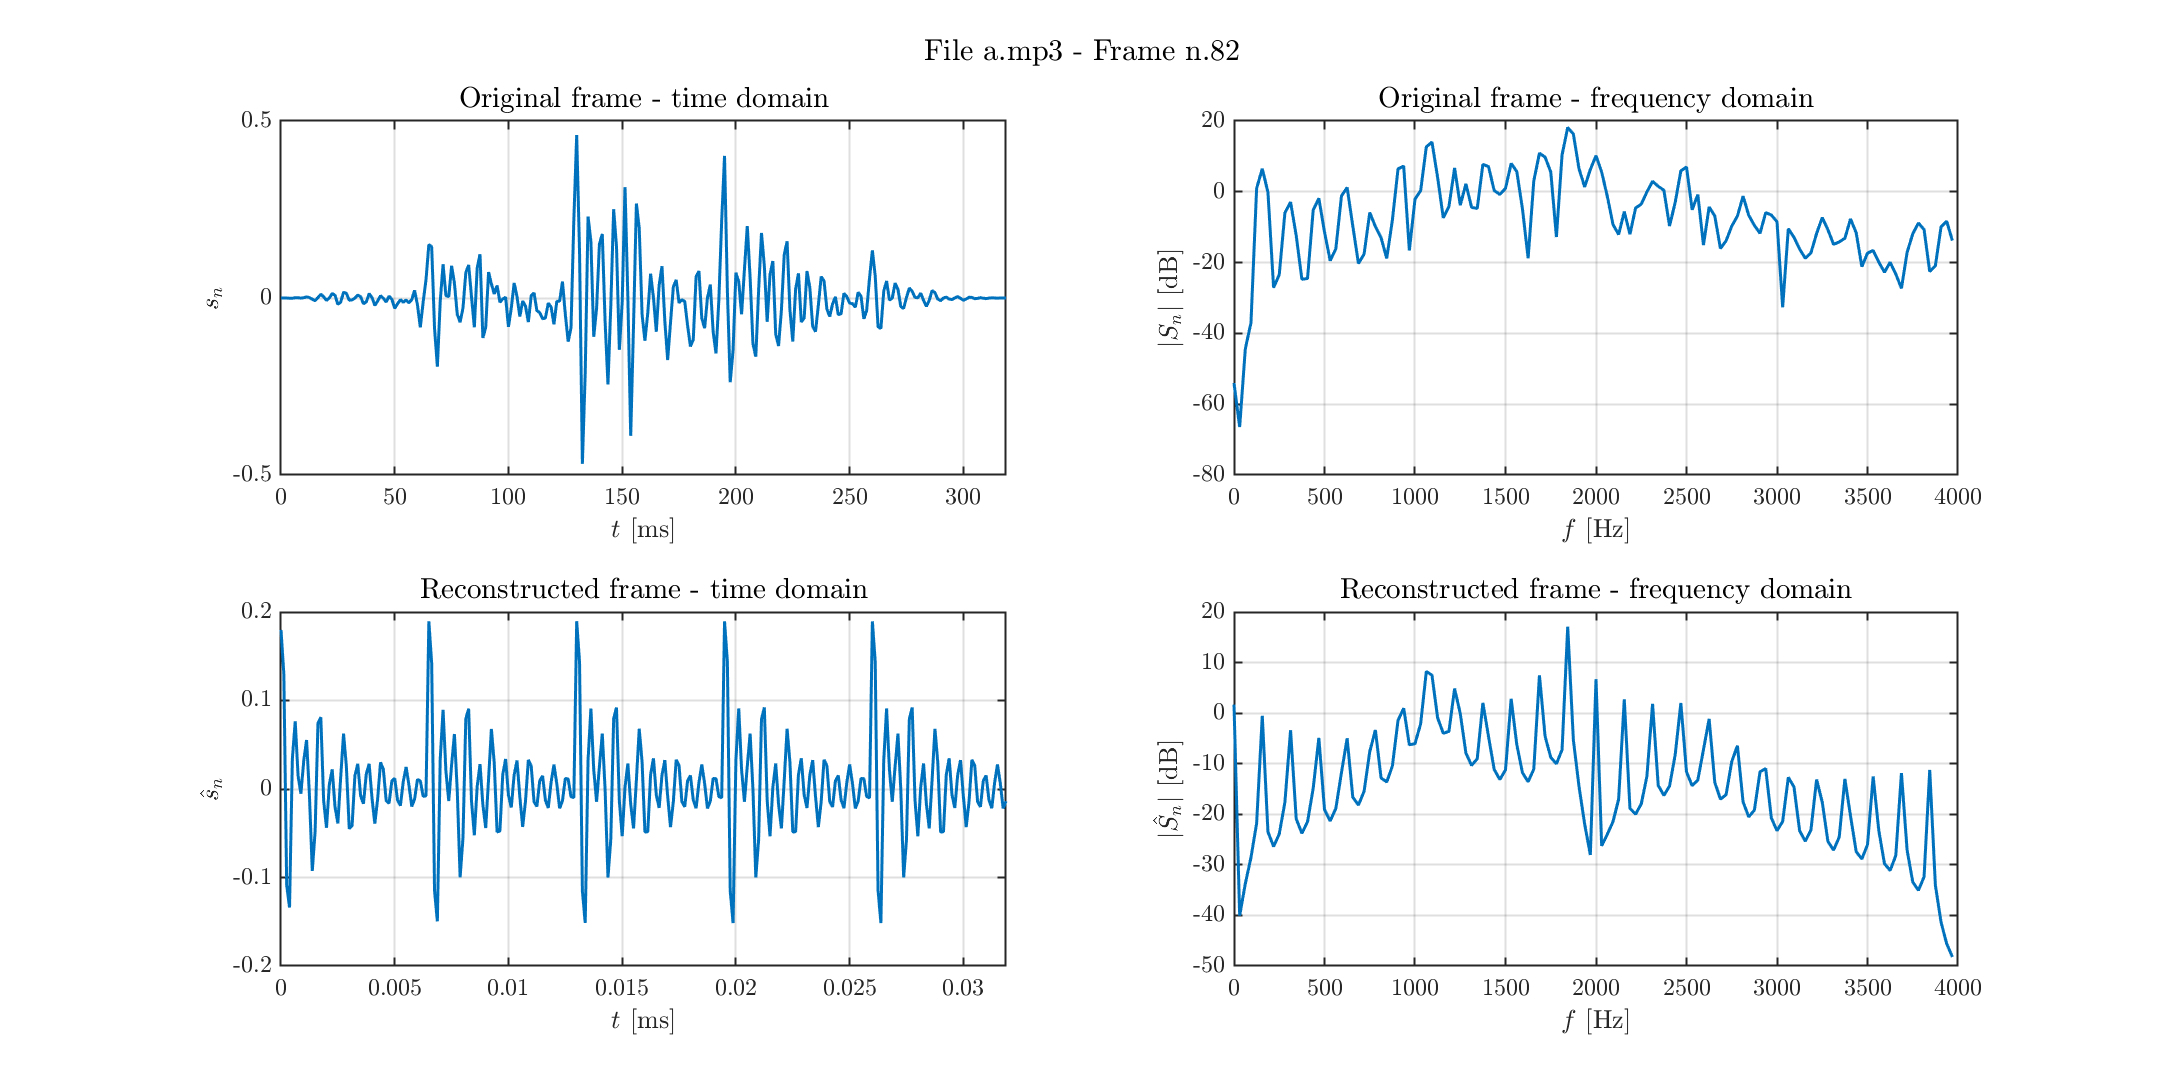 File a.mp3 - Frame n.82
Original frame - time domain
0.5
0
-0.5
s_n
0 50 100 150 200 250 300
t [ms]
Original frame - frequency domain
20
0
-20
-40
-60
-80
|S_n| [dB]
0 500 1000 1500 2000 2500 3000 3500 4000
f [Hz]
Reconstructed frame - time domain
0.2
0.1
0
-0.1
-0.2
ŝ_n
0 0.005 0.01 0.015 0.02 0.025 0.03
t [ms]
Reconstructed frame - frequency domain
20
10
0
-10
-20
-30
-40
-50
|Ŝ_n| [dB]
0 500 1000 1500 2000 2500 3000 3500 4000
f [Hz]